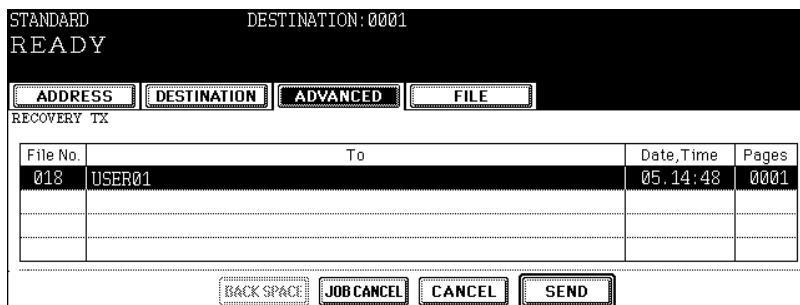 STANDARD DESTINATION:0001
READY
ADDRESS DESTINATION ADVANCED FILE
RECOVERY TX
File No. To Date,Time Pages
018 USER01 05.14:48 0001
BACK SPACE JOB CANCEL CANCEL SEND